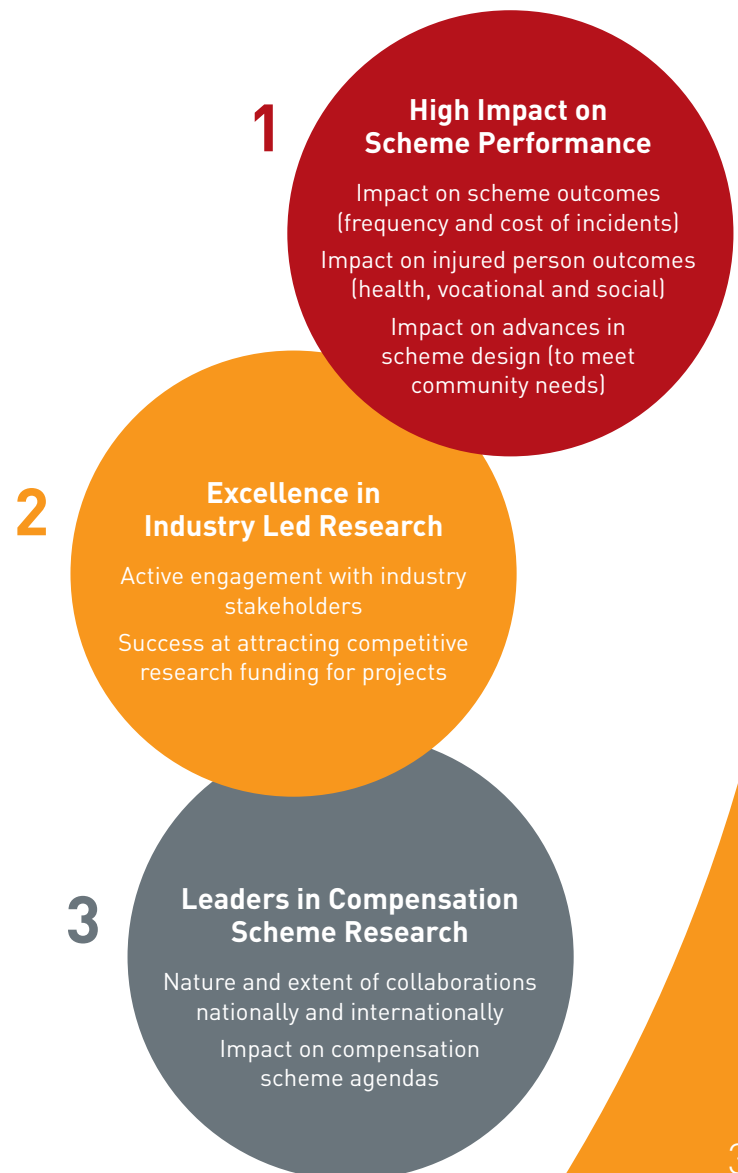 1
High Impact on
Scheme Performance
Impact on scheme outcomes
(frequency and cost of incidents)
Impact on injured person outcomes
(health, vocational and social)
Impact on advances in
scheme design (to meet
community needs)
2
Excellence in
Industry Led Research
Active engagement with industry
stakeholders
Success at attracting competitive
research funding for projects
3
Leaders in Compensation
Scheme Research
Nature and extent of collaborations
nationally and internationally
Impact on compensation
scheme agendas